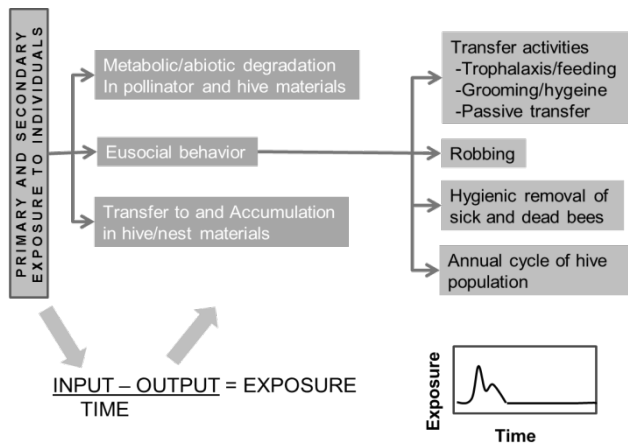 PRIMARY AND SECONDARY
EXPOSURE TO INDIVIDUALS
Metabolic/abiotic degradation
In pollinator and hive materials
Eusocial behavior
Transfer to and Accumulation
in hive/nest materials
Transfer activities
-Trophalaxis/feeding
-Grooming/hygeine
-Passive transfer
Robbing
Hygienic removal of
sick and dead bees
Annual cycle of hive
population
INPUT – OUTPUT = EXPOSURE
TIME
Exposure
Time